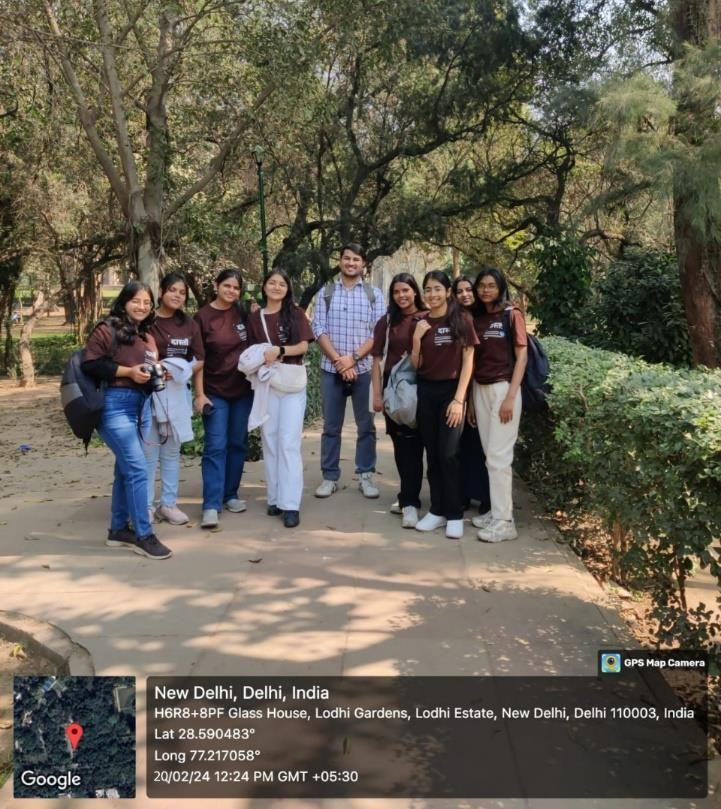 GPS Map Camera
New Delhi, Delhi, India
H6R8+8PF Glass House, Lodhi Gardens, Lodhi Estate, New Delhi, Delhi 110003, India
Lat 28.590483°
Long 77.217058°
20/02/24 12:24 PM GMT +05:30
Google